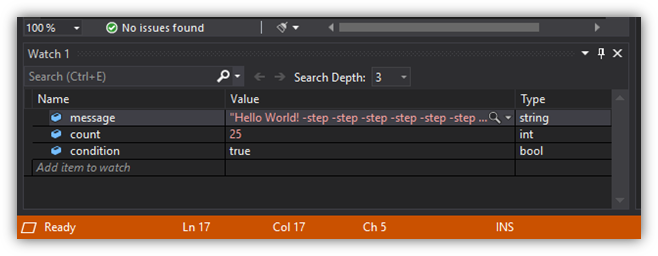 100 % No issues found
Watch 1
Search (Ctrl+E) Search Depth: 3
Name Value Type
message "Hello World! -step -step -step -step -step -step ... string
count 25 int
condition true bool
Add item to watch
Ready Ln 17 Col 17 Ch 5 INS